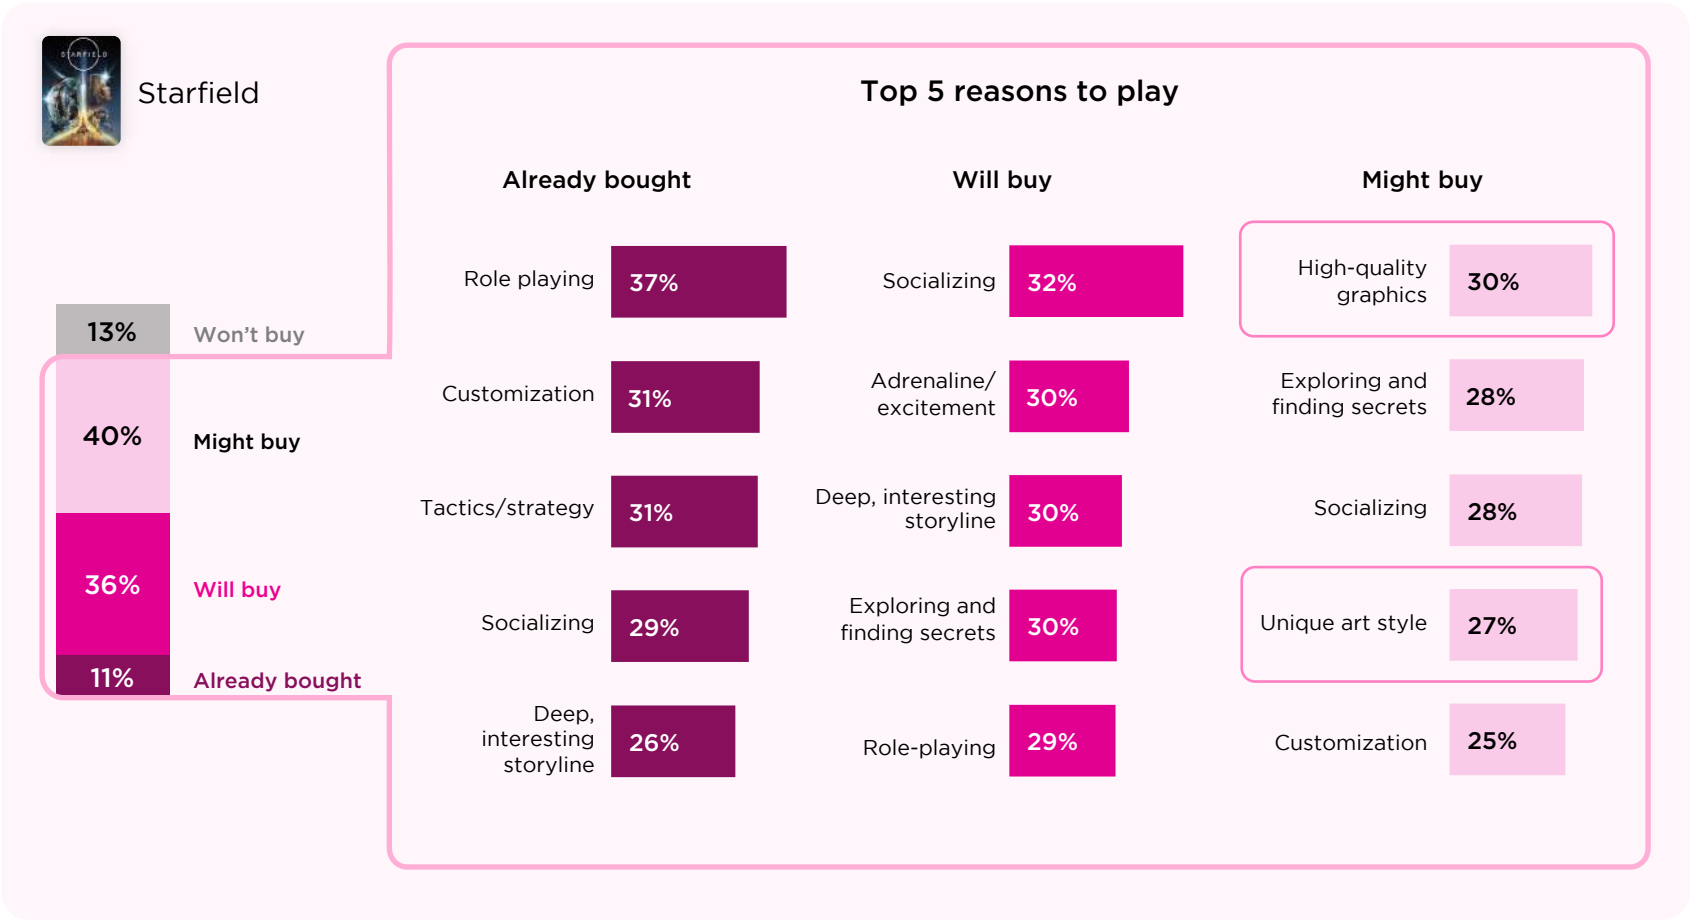 STARFIELD
Starfield
Top 5 reasons to play
13%
Won’t buy
40%
Might buy
36%
Will buy
11%
Already bought
Already bought
Role playing
37%
Customization
31%
Tactics/strategy
31%
Socializing
29%
Deep,
interesting
storyline
26%
Will buy
Socializing
32%
Adrenaline/
excitement
30%
Deep, interesting
storyline
30%
Exploring and
finding secrets
30%
Role-playing
29%
Might buy
High-quality
graphics
30%
Exploring and
finding secrets
28%
Socializing
28%
Unique art style
27%
Customization
25%